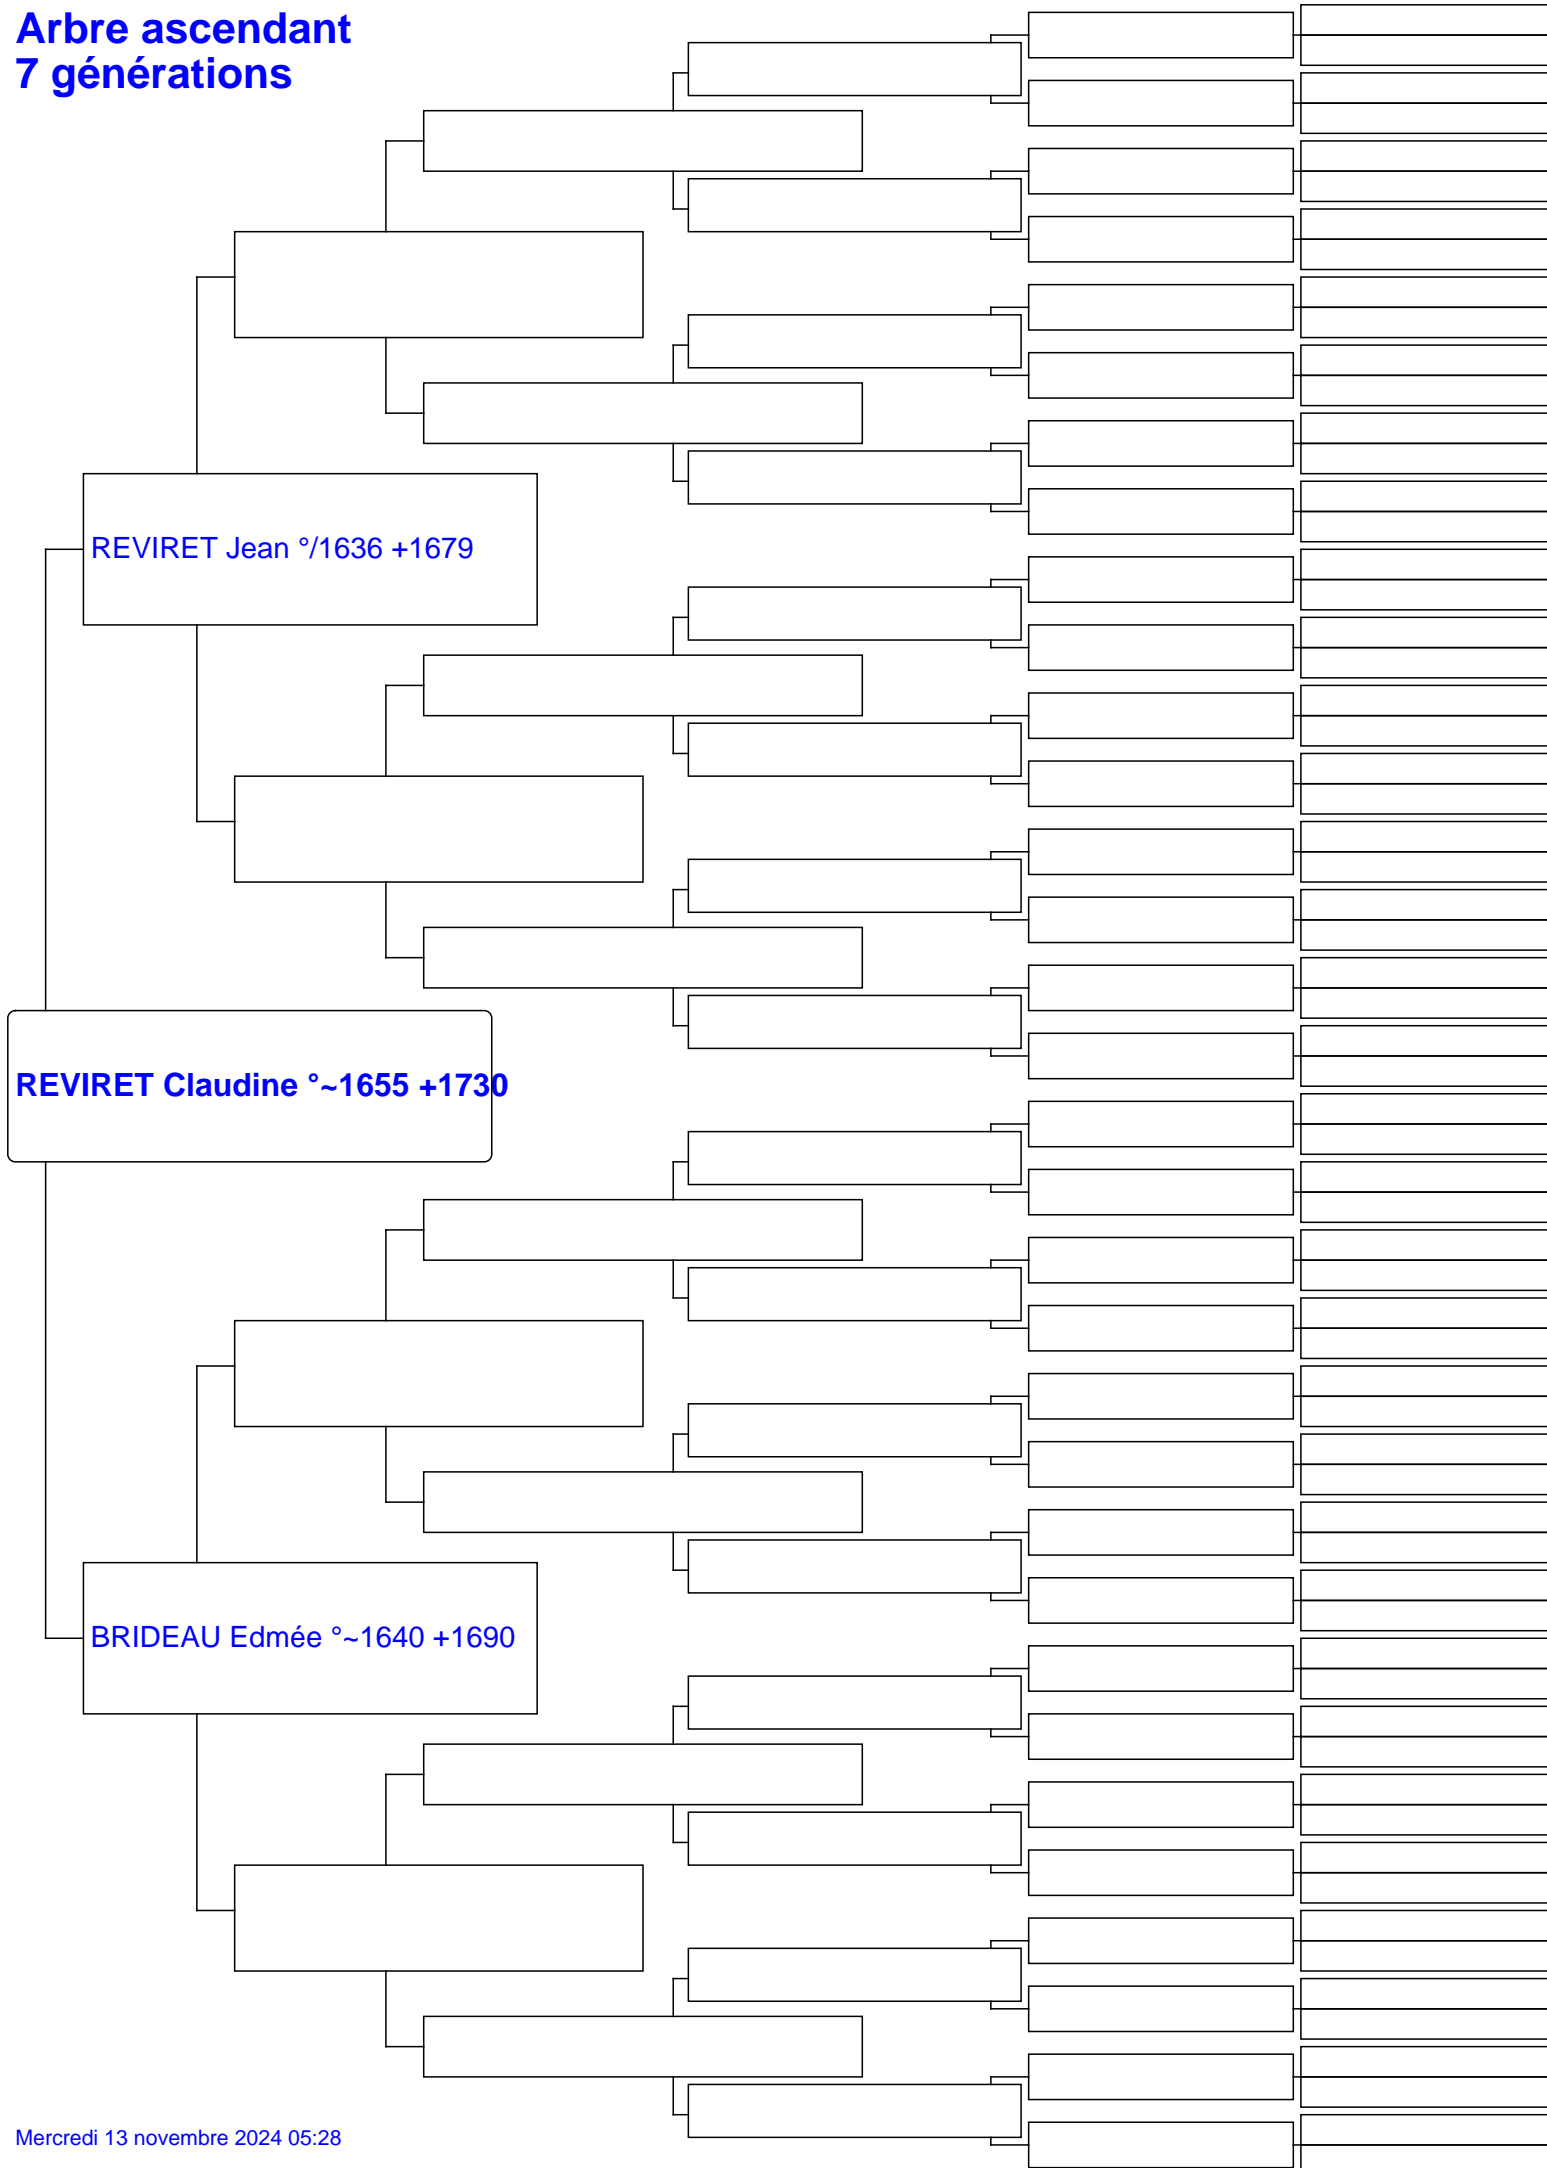 Arbre ascendant
7 générations
REVIRET Jean °/1636 +1679
REVIRET Claudine °~1655 +1730
BRIDEAU Edmée °~1640 +1690
Mercredi 13 novembre 2024 05:28